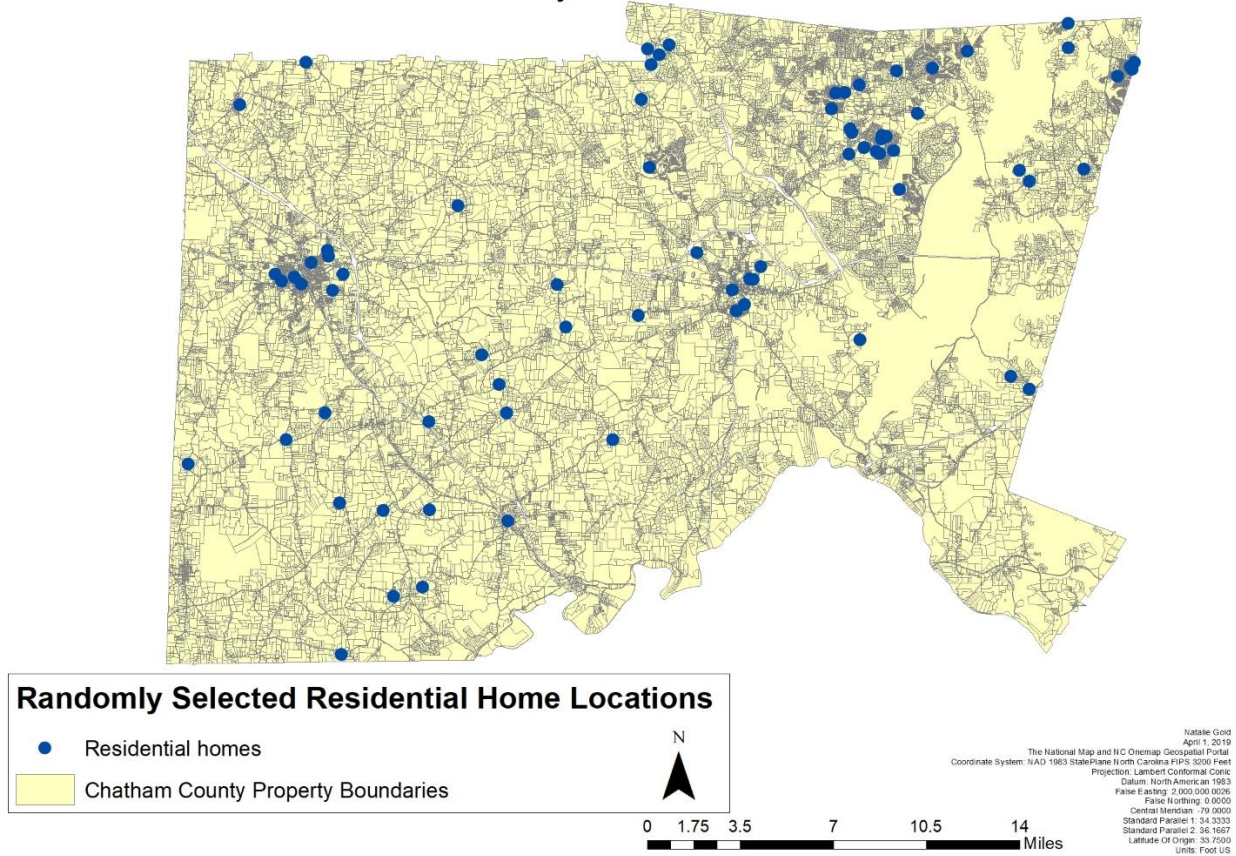 Randomly Selected Residential Home Locations
Residential homes
Chatham County Property Boundaries
N
0 1.75 3.5 7 10.5 14
Miles
Natalie Gold
April 1, 2019
The National Map and NC Onemap Geospatial Portal
Coordinate System: NAD 1983 StatePlane North Carolina FIPS 3200 Feet
Projection: Lambert Conformal Conic
Datum: North American 1983
False Easting: 2,000,000.0026
False Northing: 0.0000
Central Meridian: -79.0000
Standard Parallel 1: 34.3333
Standard Parallel 2: 36.1667
Latitude Of Origin: 33.7500
Units: Foot US